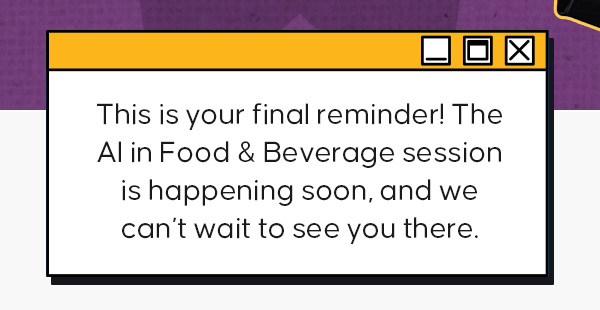 This is your final reminder! The
AI in Food & Beverage session
is happening soon, and we
can't wait to see you there.